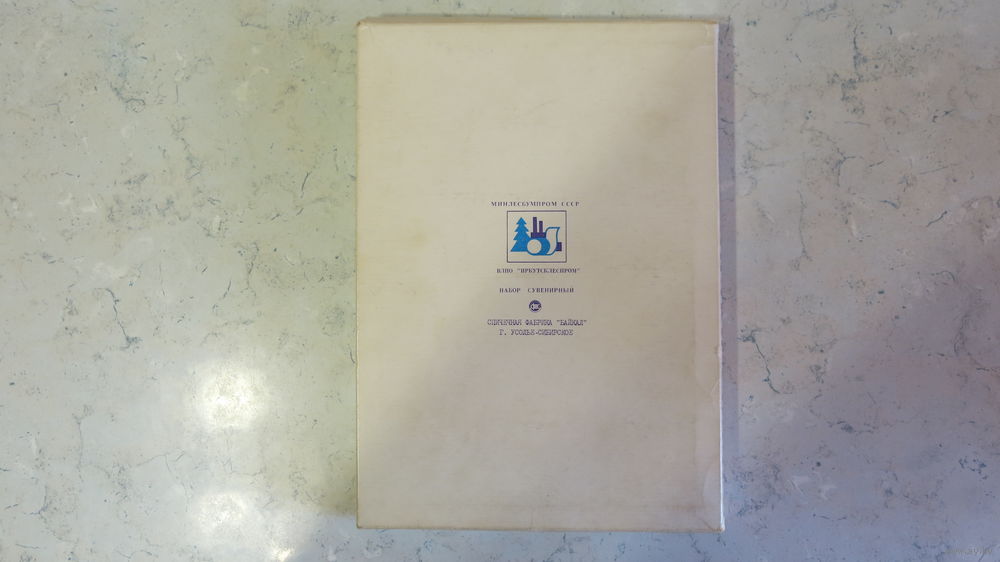 МИНЛЕСБУМПРОМ СССР
ВЛПО "ИРКУТСКЛЕСПРОМ"
НАБОР СУВЕНИРНЫЙ
СПИЧЕЧНАЯ ФАБРИКА "БАЙКАЛ"
Г. УСОЛЬЕ-СИБИРСКОЕ